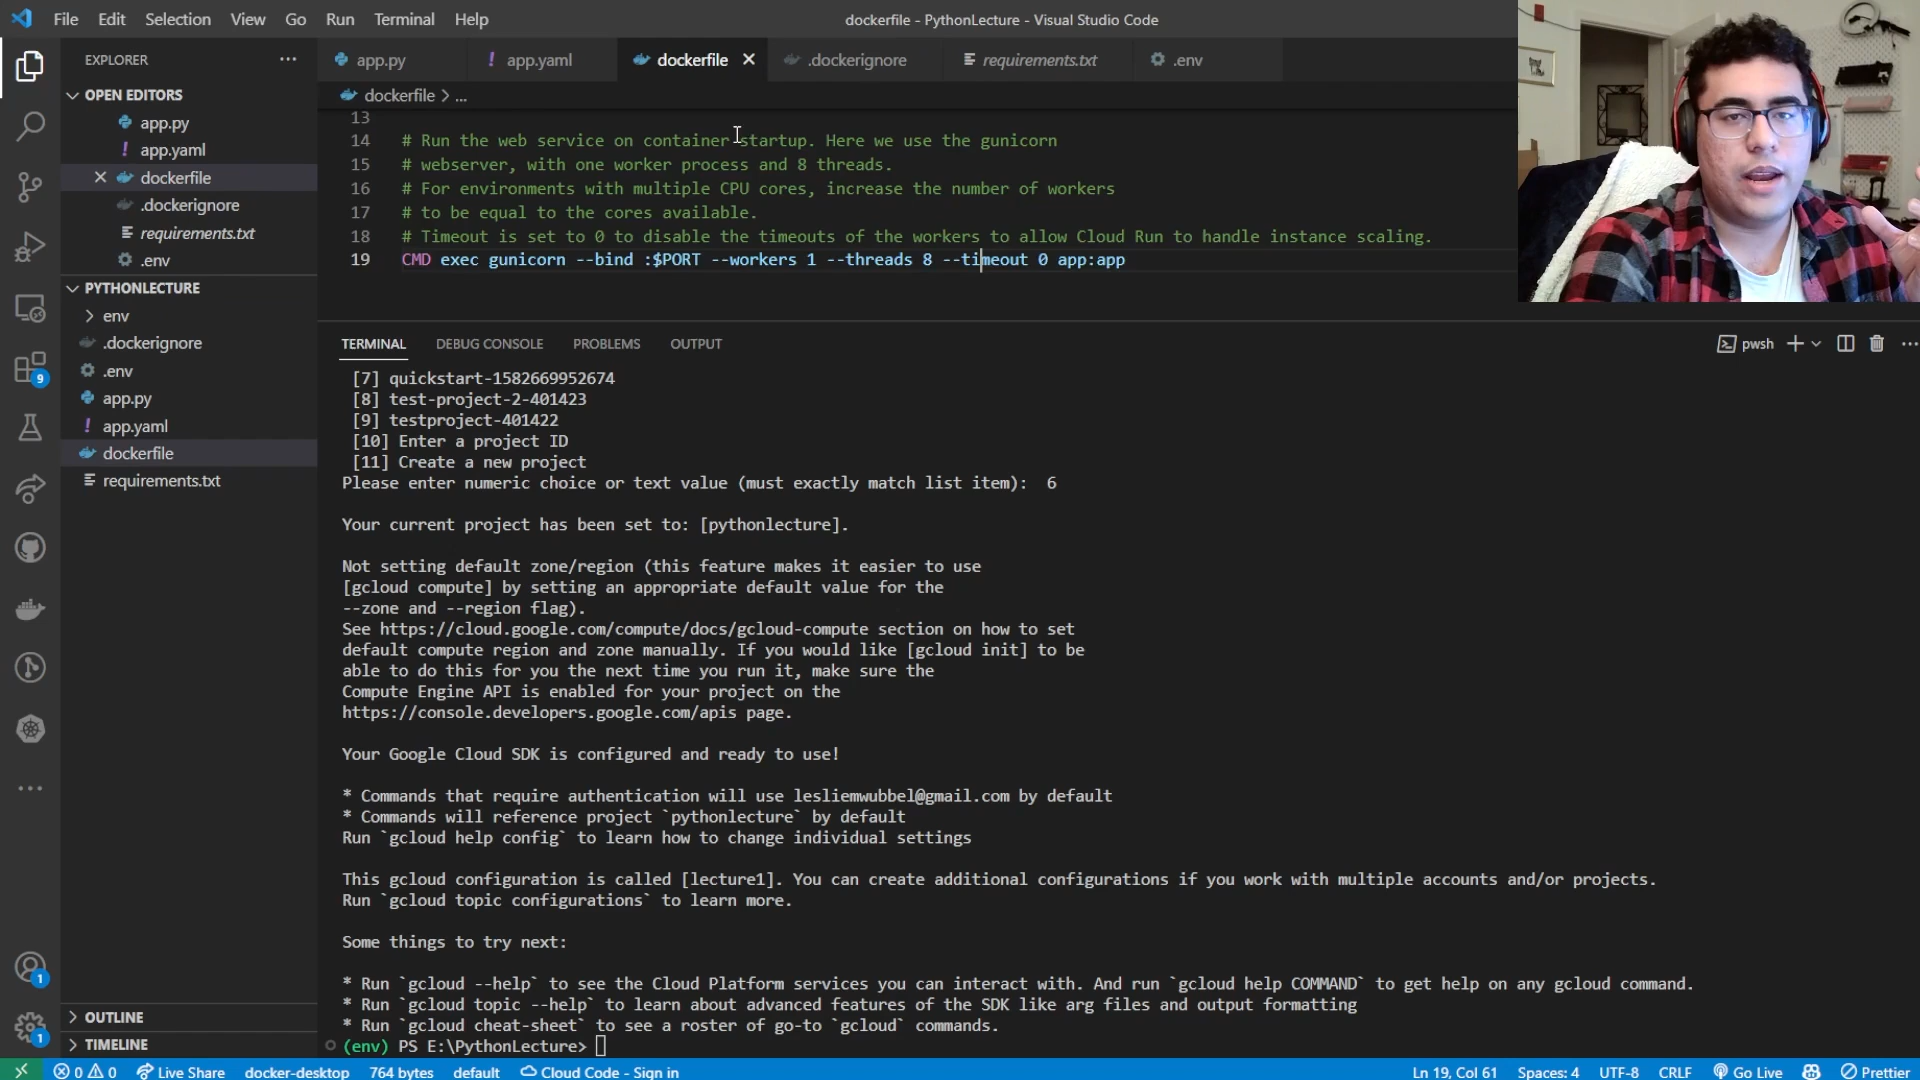 File Edit Selection View Go Run Terminal Help
dockerfile - PythonLecture - Visual Studio Code
EXPLORER
OPEN EDITORS
app.py
app.yaml
dockerfile
.dockerignore
requirements.txt
.env
PYTHONLECTURE
env
.dockerignore
.env
app.py
app.yaml
dockerfile
requirements.txt
OUTLINE
TIMELINE
9
1
1
app.py
! app.yaml
dockerfile
.dockerignore
requirements.txt
.env
dockerfile > ...
13
14 # Run the web service on container startup. Here we use the gunicorn
15 # webserver, with one worker process and 8 threads.
16 # For environments with multiple CPU cores, increase the number of workers
17 # to be equal to the cores available.
18 # Timeout is set to 0 to disable the timeouts of the workers to allow Cloud Run to handle instance scaling.
19 CMD exec gunicorn --bind :$PORT --workers 1 --threads 8 --timeout 0 app:app
TERMINAL DEBUG CONSOLE PROBLEMS OUTPUT
pwsh
[7] quickstart-1582669952674
[8] test-project-2-401423
[9] testproject-401422
[10] Enter a project ID
[11] Create a new project
Please enter numeric choice or text value (must exactly match list item):  6
Your current project has been set to: [pythonlecture].
Not setting default zone/region (this feature makes it easier to use
[gcloud compute] by setting an appropriate default value for the
--zone and --region flag).
See https://cloud.google.com/compute/docs/gcloud-compute section on how to set
default compute region and zone manually. If you would like [gcloud init] to be
able to do this for you the next time you run it, make sure the
Compute Engine API is enabled for your project on the
https://console.developers.google.com/apis page.
Your Google Cloud SDK is configured and ready to use!
* Commands that require authentication will use lesliemwubbel@gmail.com by default
* Commands will reference project `pythonlecture` by default
Run `gcloud help config` to learn how to change individual settings
This gcloud configuration is called [lecture1]. You can create additional configurations if you work with multiple accounts and/or projects.
Run `gcloud topic configurations` to learn more.
Some things to try next:
* Run `gcloud --help` to see the Cloud Platform services you can interact with. And run `gcloud help COMMAND` to get help on any gcloud command.
* Run `gcloud topic --help` to learn about advanced features of the SDK like arg files and output formatting
* Run `gcloud cheat-sheet` to see a roster of go-to `gcloud` commands.
(env) PS E:\PythonLecture>
0 0 Live Share docker-desktop 764 bytes default Cloud Code - Sign in Ln 19, Col 61 Spaces: 4 UTF-8 CRLF Go Live Prettier